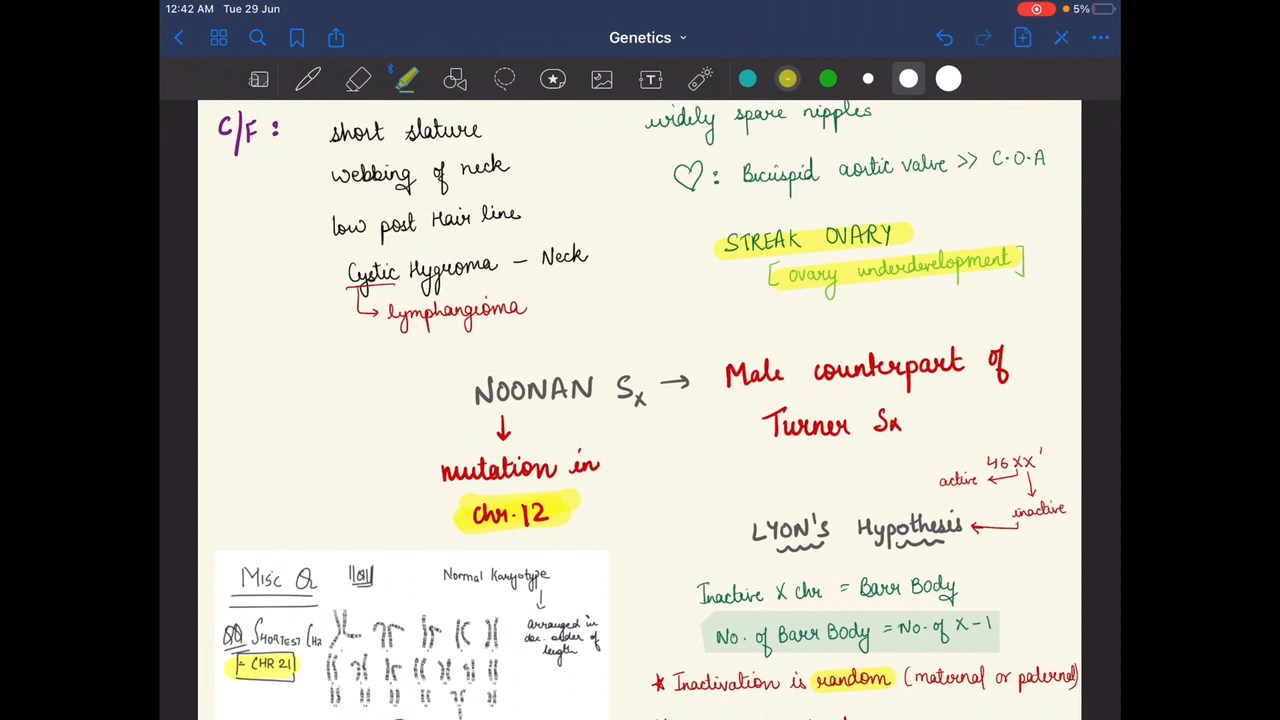 12:42 AM Tue 29 Jun
5%
Genetics
C/F :
short stature
webbing of neck
low post Hair line
Cystic Hygroma – Neck
→ lymphangioma
widely spare nipples
♡ : Bicuispid aortic valve >> C.O.A
STREAK OVARY
[ovary underdevelopment]
NOONAN Sx → Male counterpart of
Turner Sx
↓
mutation in
Chr. 12
46 XX'
active
inactive
LYON'S Hypothesis
Inactive X chr = Barr Body
No. of Barr Body = No. of X - 1
* Inactivation is random (maternal or paternal)
Misc Q
Normal Karyotype
Arranged in
dec. order of
length
SHORTEST CHR
= CHR 21